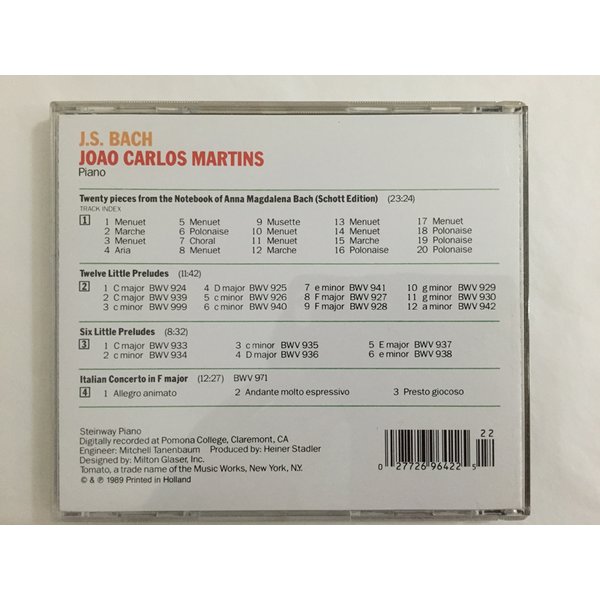 J.S. BACH
JOAO CARLOS MARTINS
Piano
Twenty pieces from the Notebook of Anna Magdalena Bach (Schott Edition) (23:24)
TRACK INDEX
1 1 Menuet 5 Menuet 9 Musette 13 Menuet 17 Menuet
2 Marche 6 Polonaise 10 Menuet 14 Menuet 18 Polonaise
3 Menuet 7 Choral 11 Menuet 15 Marche 19 Polonaise
4 Aria 8 Menuet 12 Marche 16 Polonaise 20 Polonaise
Twelve Little Preludes (11:42)
2 1 C major BWV 924 4 D major BWV 925 7 e minor BWV 941 10 g minor BWV 929
2 C major BWV 939 5 c minor BWV 926 8 F major BWV 927 11 g minor BWV 930
3 c minor BWV 999 6 c minor BWV 940 9 F major BWV 928 12 a minor BWV 942
Six Little Preludes (8:32)
3 1 C major BWV 933 3 c minor BWV 935 5 E major BWV 937
2 c minor BWV 934 4 D major BWV 936 6 e minor BWV 938
Italian Concerto in F major (12:27) BWV 971
4 1 Allegro animato 2 Andante molto espressivo 3 Presto giocoso
Steinway Piano
Digitally recorded at Pomona College, Claremont, CA
Engineer: Mitchell Tanenbaum Produced by: Heiner Stadler
Designed by: Milton Glaser, Inc.
Tomato, a trade name of the Music Works, New York, N.Y.
© & ℗ 1989 Printed in Holland
22
0 27726 96422 5